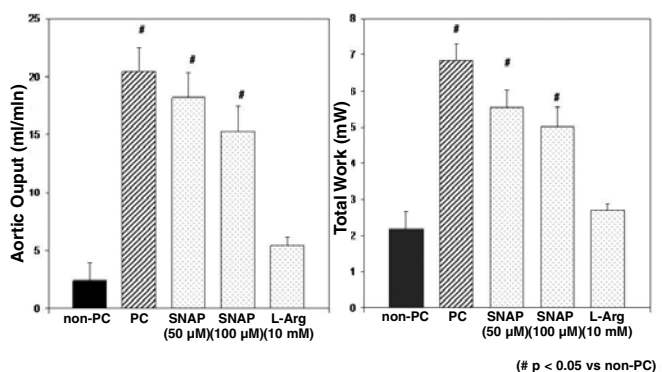 25
20
15
10
5
0
Aortic Ouput (ml/mln)
# # #
non-PC PC SNAP SNAP L-Arg
(50 µM)(100 µM)(10 mM)
8
7
6
5
4
3
2
1
0
Total Work (mW)
# # #
non-PC PC SNAP SNAP L-Arg
(50 µM)(100 µM)(10 mM)
(# p < 0.05 vs non-PC)